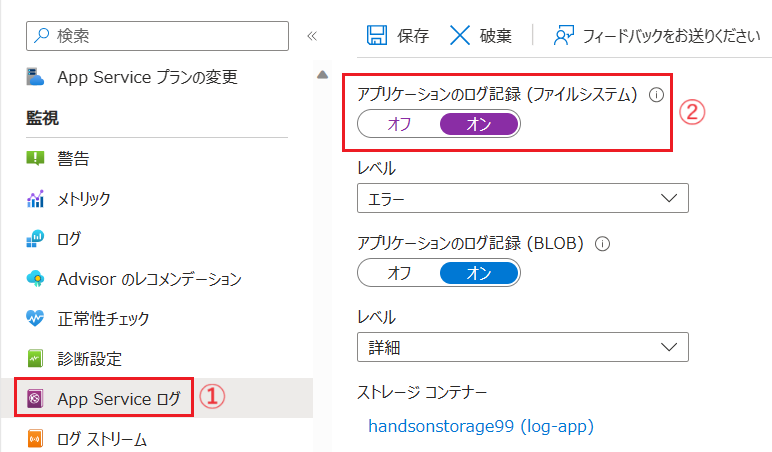 検索
«
App Service プランの変更
監視
警告
メトリック
ログ
Advisor のレコメンデーション
正常性チェック
診断設定
App Service ログ
①
ログ ストリーム
保存
破棄
フィードバックをお送りください
アプリケーションのログ記録 (ファイルシステム)
②
オフ オン
レベル
エラー
アプリケーションのログ記録 (BLOB)
オフ オン
レベル
詳細
ストレージ コンテナー
handsonstorage99 (log-app)